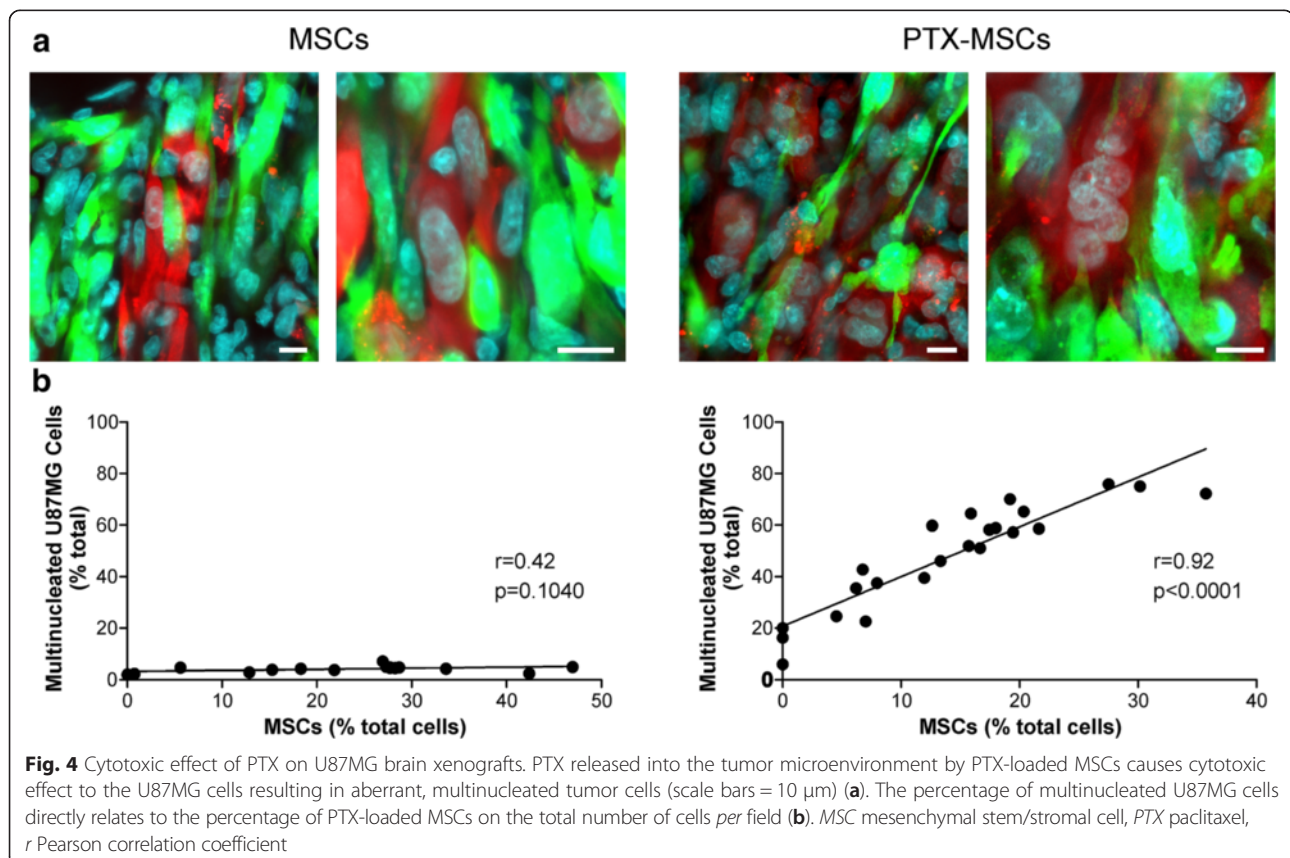 a
MSCs
PTX-MSCs
b
Multinucleated U87MG Cells
(% total)
100
80
60
40
20
0
r=0.42
p=0.1040
0
10
20
30
40
50
MSCs (% total cells)
Multinucleated U87MG Cells
(% total)
100
80
60
40
20
0
r=0.92
p<0.0001
0
10
20
30
40
MSCs (% total cells)
Fig. 4 Cytotoxic effect of PTX on U87MG brain xenografts. PTX released into the tumor microenvironment by PTX-loaded MSCs causes cytotoxic
effect to the U87MG cells resulting in aberrant, multinucleated tumor cells (scale bars = 10 μm) (a). The percentage of multinucleated U87MG cells
directly relates to the percentage of PTX-loaded MSCs on the total number of cells per field (b). MSC mesenchymal stem/stromal cell, PTX paclitaxel,
r Pearson correlation coefficient